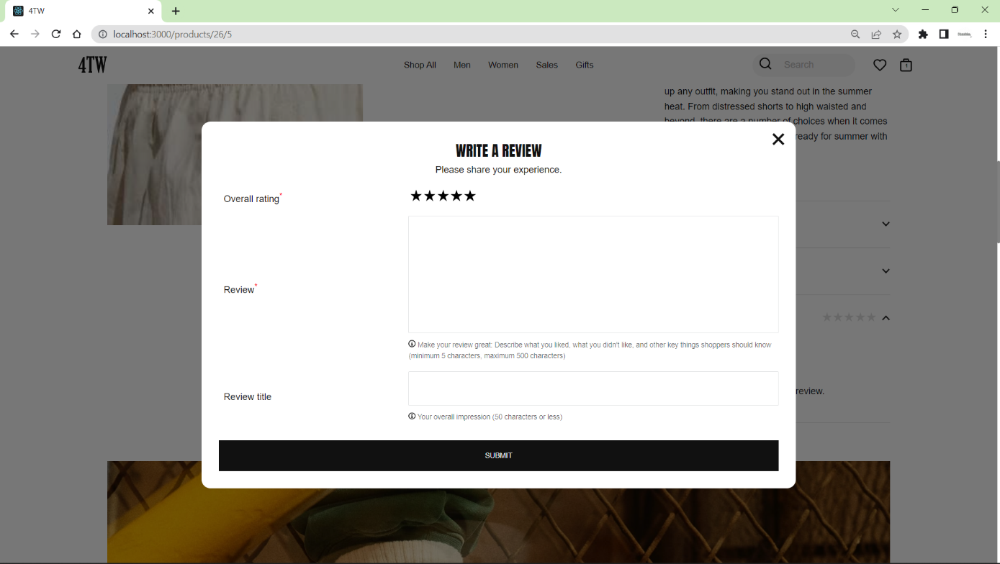 4TW
localhost:3000/products/26/5
4TW
Shop All
Men
Women
Sales
Gifts
Search
1
up any outfit, making you stand out in the summer
heat. From distressed shorts to high waisted and
beyond, there are a number of choices when it comes
ready for summer with
WRITE A REVIEW
Please share your experience.
Overall rating*
Review*
Make your review great: Describe what you liked, what you didn't like, and other key things shoppers should know
(minimum 5 characters, maximum 500 characters)
review.
Review title
Your overall impression (50 characters or less)
SUBMIT